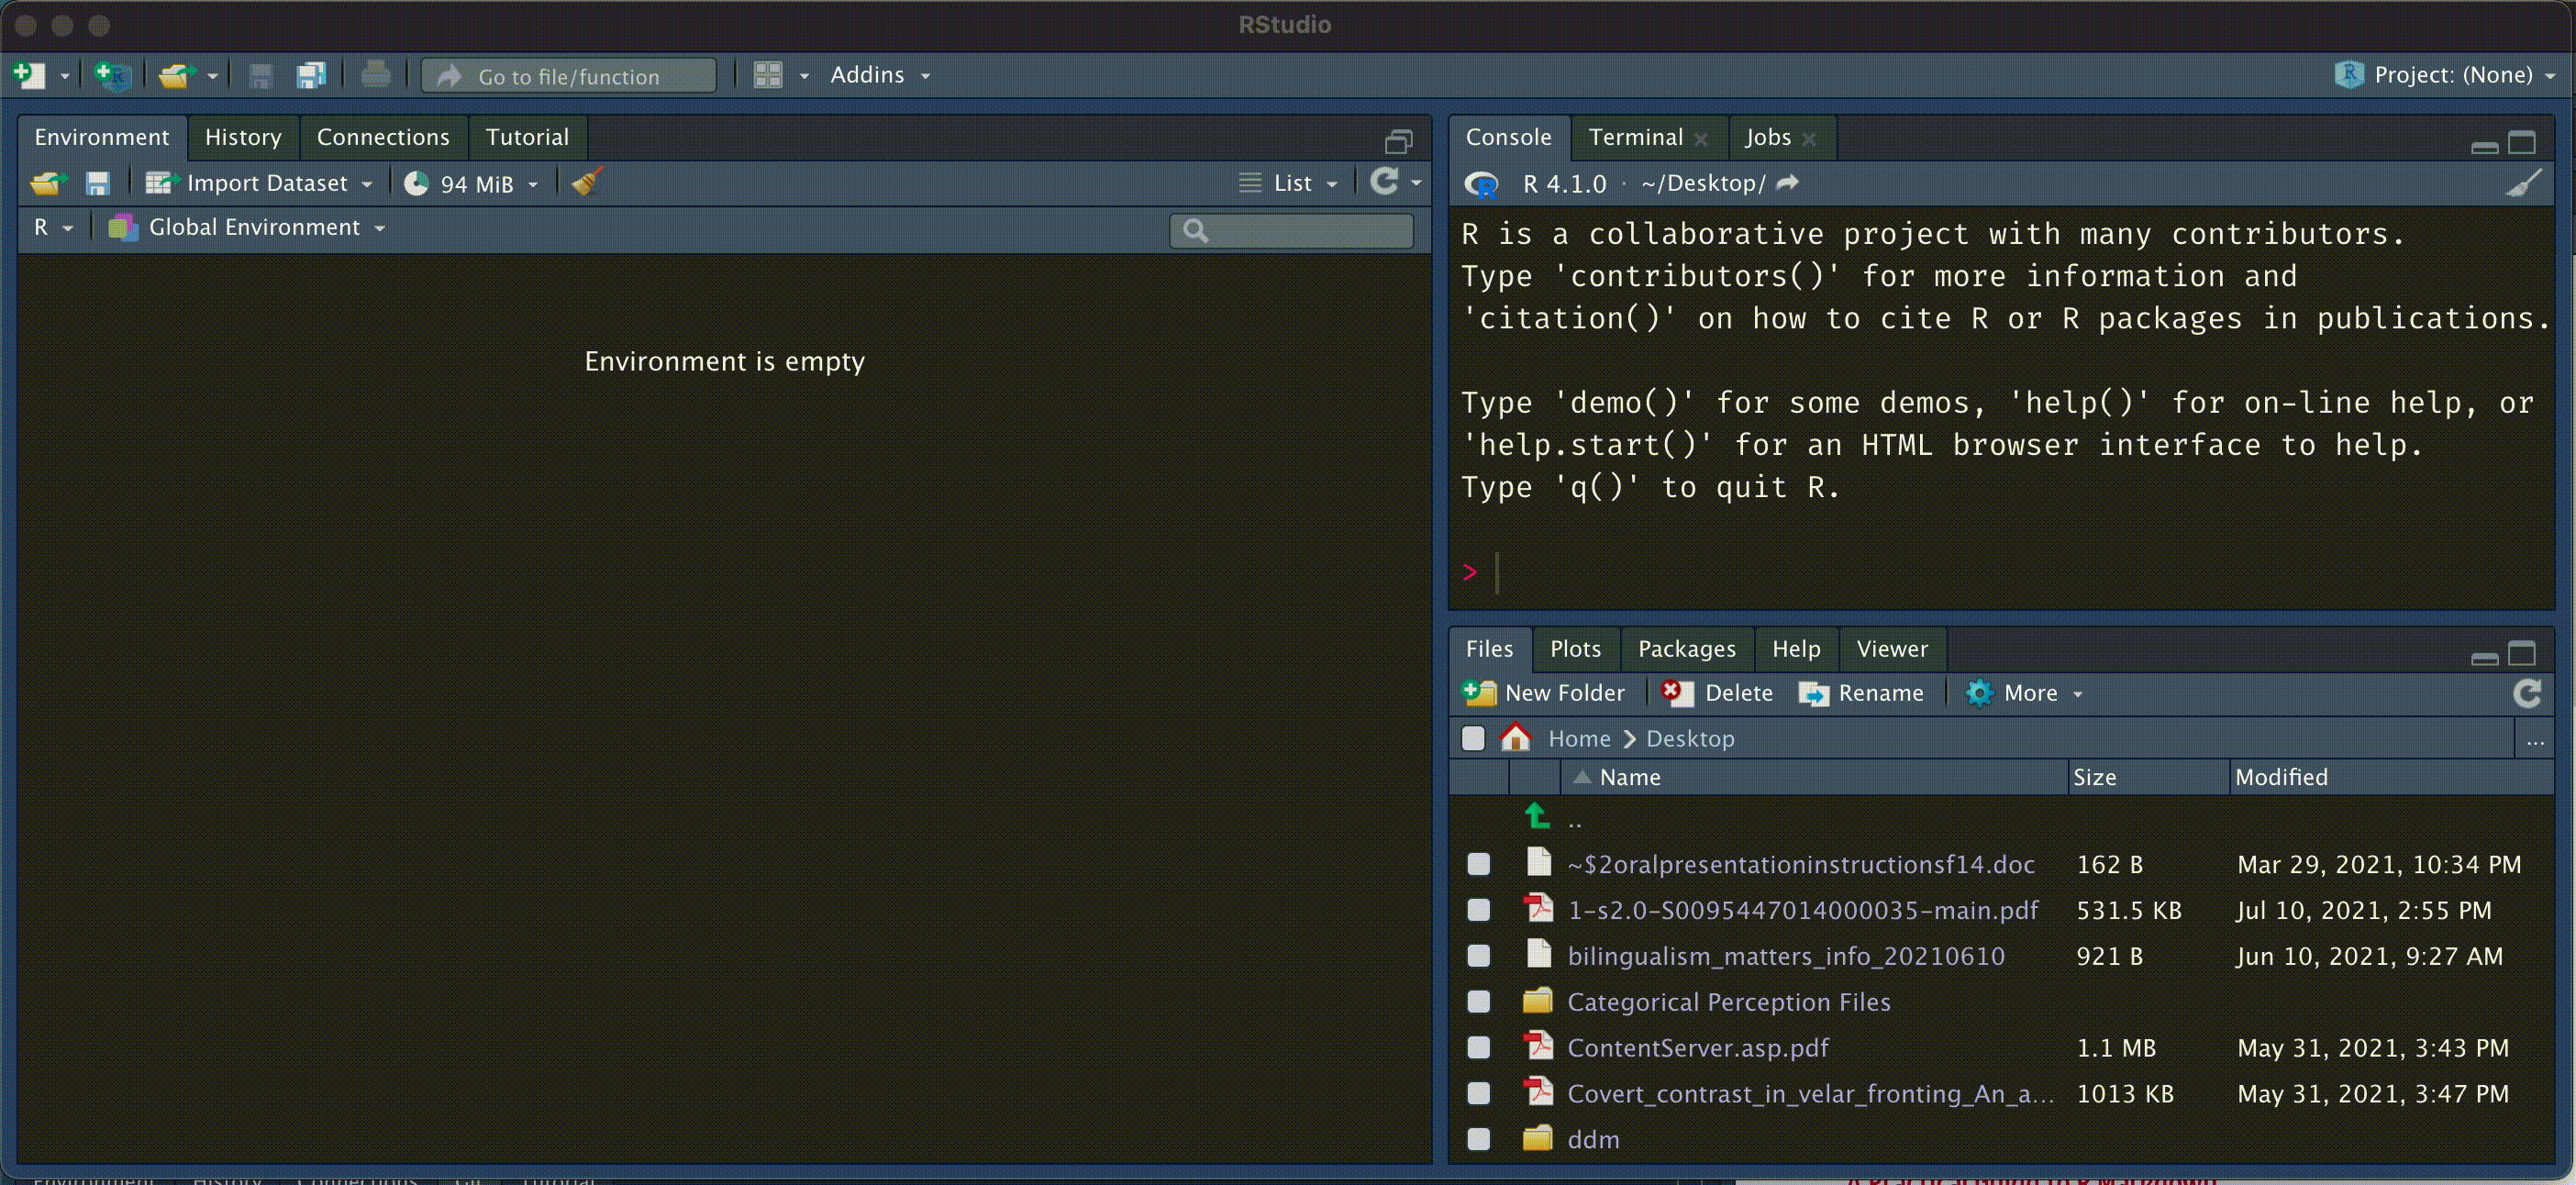 RStudio
Go to file/function
Addins
Project: (None)
Environment History Connections Tutorial
Import Dataset 94 MiB List
R Global Environment
Environment is empty
Console Terminal Jobs
R 4.1.0 · ~/Desktop/
R is a collaborative project with many contributors.
Type 'contributors()' for more information and
'citation()' on how to cite R or R packages in publications.
Type 'demo()' for some demos, 'help()' for on-line help, or
'help.start()' for an HTML browser interface to help.
Type 'q()' to quit R.
>
Files Plots Packages Help Viewer
New Folder Delete Rename More
Home Desktop ...
Name Size Modified
..
~$2oralpresentationinstructionsf14.doc 162 B Mar 29, 2021, 10:34 PM
1-s2.0-S0095447014000035-main.pdf 531.5 KB Jul 10, 2021, 2:55 PM
bilingualism_matters_info_20210610 921 B Jun 10, 2021, 9:27 AM
Categorical Perception Files
ContentServer.asp.pdf 1.1 MB May 31, 2021, 3:43 PM
Covert_contrast_in_velar_fronting_An_a... 1013 KB May 31, 2021, 3:47 PM
ddm
Environment History Connections Git Tutorial